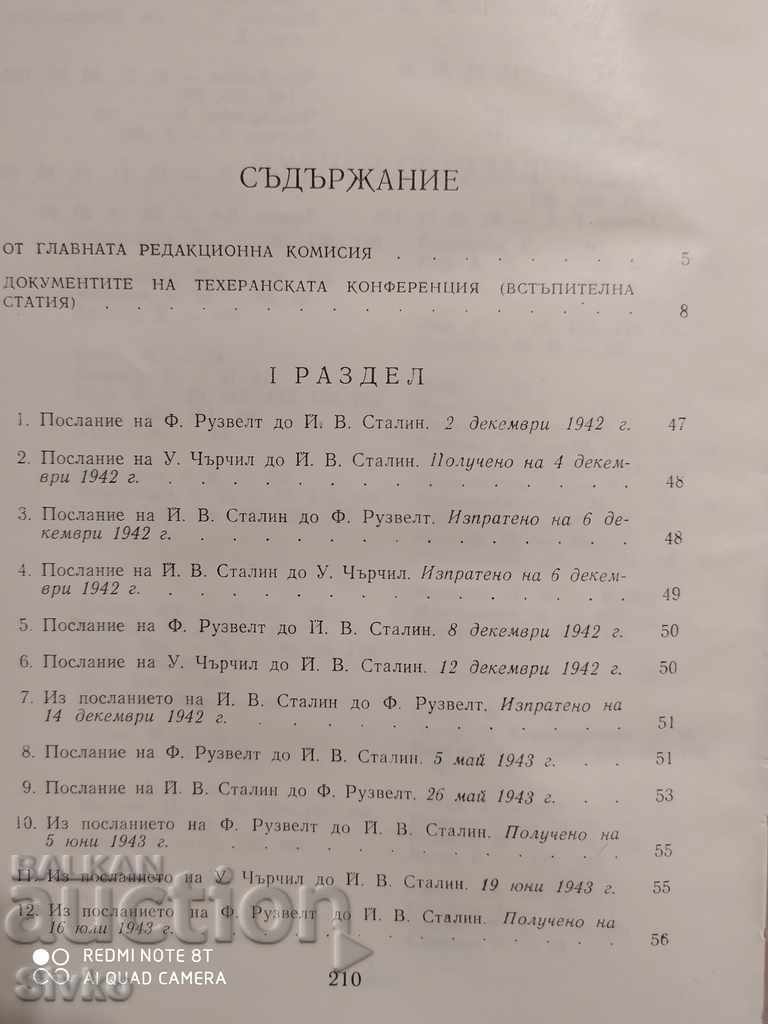 СЪДЪРЖАНИЕ
ОТ ГЛАВНАТА РЕДАКЦИОННА КОМИСИЯ . . . . . . . 5
ДОКУМЕНТИТЕ НА ТЕХЕРАНСКАТА КОНФЕРЕНЦИЯ (ВСТЪПИТЕЛНА
СТАТИЯ) . . . . . . . . . . . . . . . . . 8
I РАЗДЕЛ
1. Послание на Ф. Рузвелт до Й. В. Сталин. 2 декември 1942 г. 47
2. Послание на У. Чърчил до Й. В. Сталин. Получено на 4 декем-
ври 1942 г. . . . . . . . . . . . . . . . 48
3. Послание на Й. В. Сталин до Ф. Рузвелт. Изпратено на 6 де-
кември 1942 г. . . . . . . . . . . . . . . 48
4. Послание на Й. В. Сталин до У. Чърчил. Изпратено на 6 декем-
ври 1942 г. . . . . . . . . . . . . . . . 49
5. Послание на Ф. Рузвелт до Й. В. Сталин. 8 декември 1942 г. 50
6. Послание на У. Чърчил до Й. В. Сталин. 12 декември 1942 г. 50
7. Из посланието на Й. В. Сталин до Ф. Рузвелт. Изпратено на
14 декември 1942 г. . . . . . . . . . . . . 51
8. Послание на Ф. Рузвелт до Й. В. Сталин. 5 май 1943 г. . . 51
9. Послание на Й. В. Сталин до Ф. Рузвелт. 26 май 1943 г. . . 53
10. Из посланието на Ф. Рузвелт до Й. В. Сталин. Получено на
5 юни 1943 г. . . . . . . . . . . . . . . 55
11. Из посланието на У. Чърчил до Й. В. Сталин. 19 юни 1943 г. . 55
12. Из посланието на Ф. Рузвелт до Й. В. Сталин. Получено на
16 юли 1943 г. . . . . . . . . . . . . . . 56
BALKAN
auction
REDMI NOTE 8T
AI QUAD CAMERA
Sivko
210